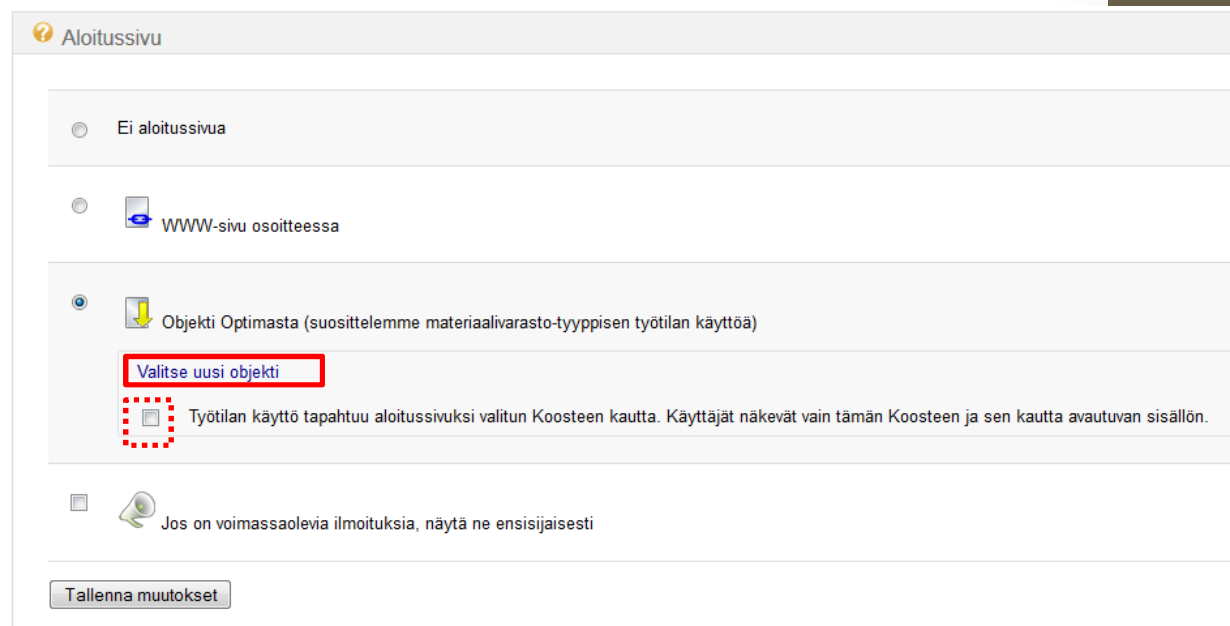 Aloitussivu
Ei aloitussivua
WWW-sivu osoitteessa
Objekti Optimasta (suosittelemme materiaalivarasto-tyyppisen työtilan käyttöä)
Valitse uusi objekti
Työtilan käyttö tapahtuu aloitussivuksi valitun Koosteen kautta. Käyttäjät näkevät vain tämän Koosteen ja sen kautta avautuvan sisällön.
Jos on voimassaolevia ilmoituksia, näytä ne ensisijaisesti
Tallenna muutokset